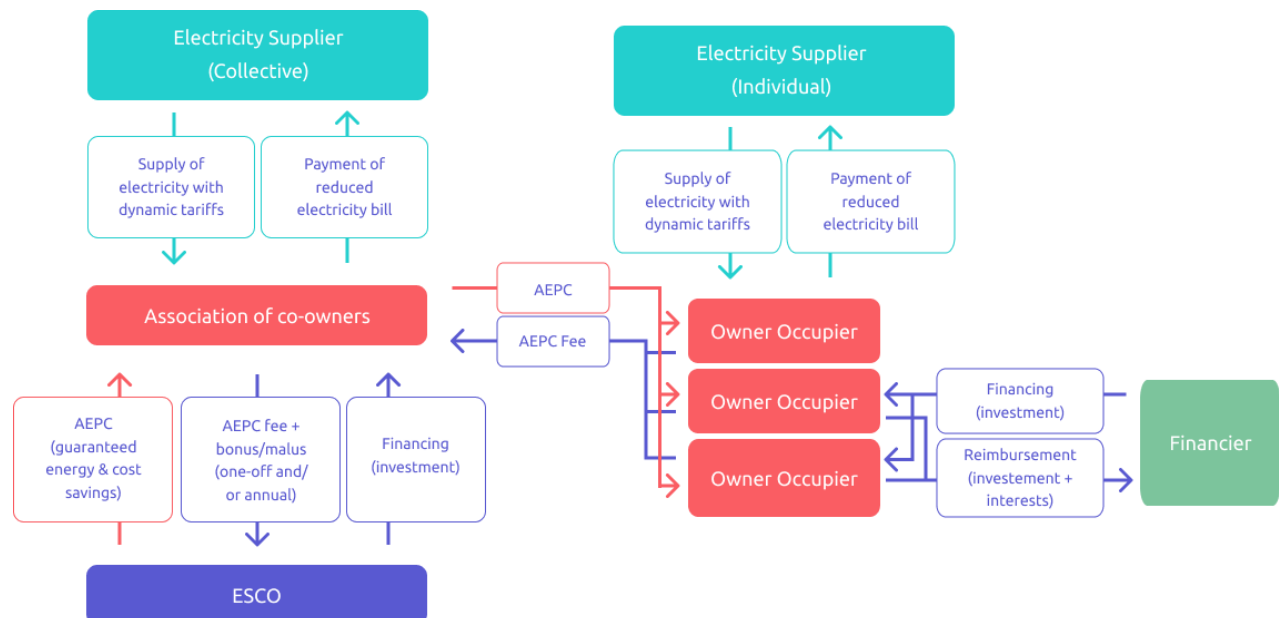 Electricity Supplier
(Collective)
Electricity Supplier
(Individual)
Supply of
electricity with
dynamic tariffs
Payment of
reduced
electricity bill
Supply of
electricity with
dynamic tariffs
Payment of
reduced
electricity bill
Association of co-owners
AEPC
AEPC Fee
Owner Occupier
Owner Occupier
Owner Occupier
Financing
(investment)
Reimbursement
(investement +
interests)
Financier
AEPC
(guaranteed
energy & cost
savings)
AEPC fee +
bonus/malus
(one-off and/
or annual)
Financing
(investment)
ESCO